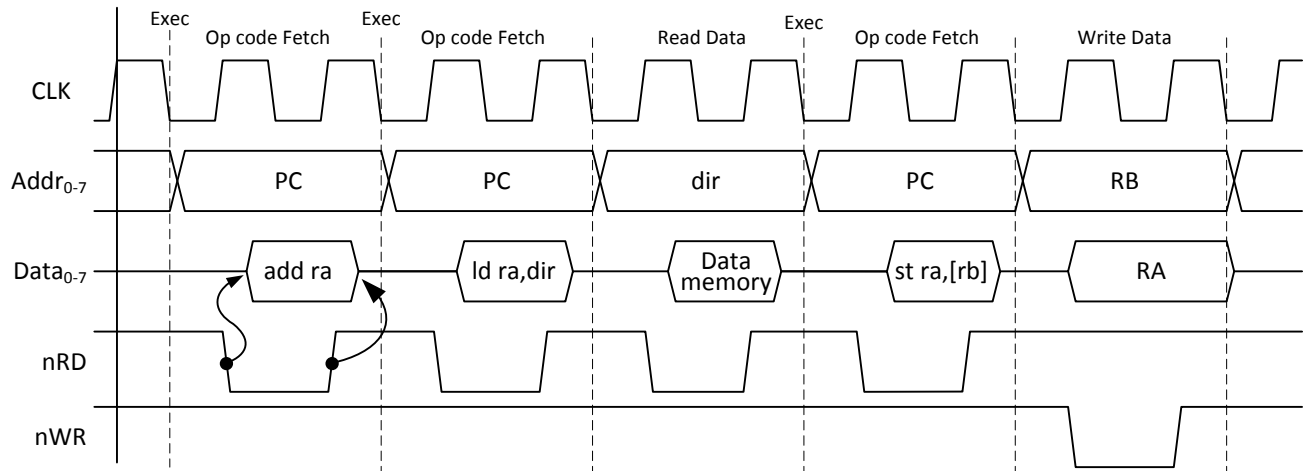 Exec Exec Exec
Op code Fetch Op code Fetch Read Data Op code Fetch Write Data
CLK
Addr0-7 PC PC dir PC RB
Data0-7 add ra ld ra,dir Data memory st ra,[rb] RA
nRD
nWR